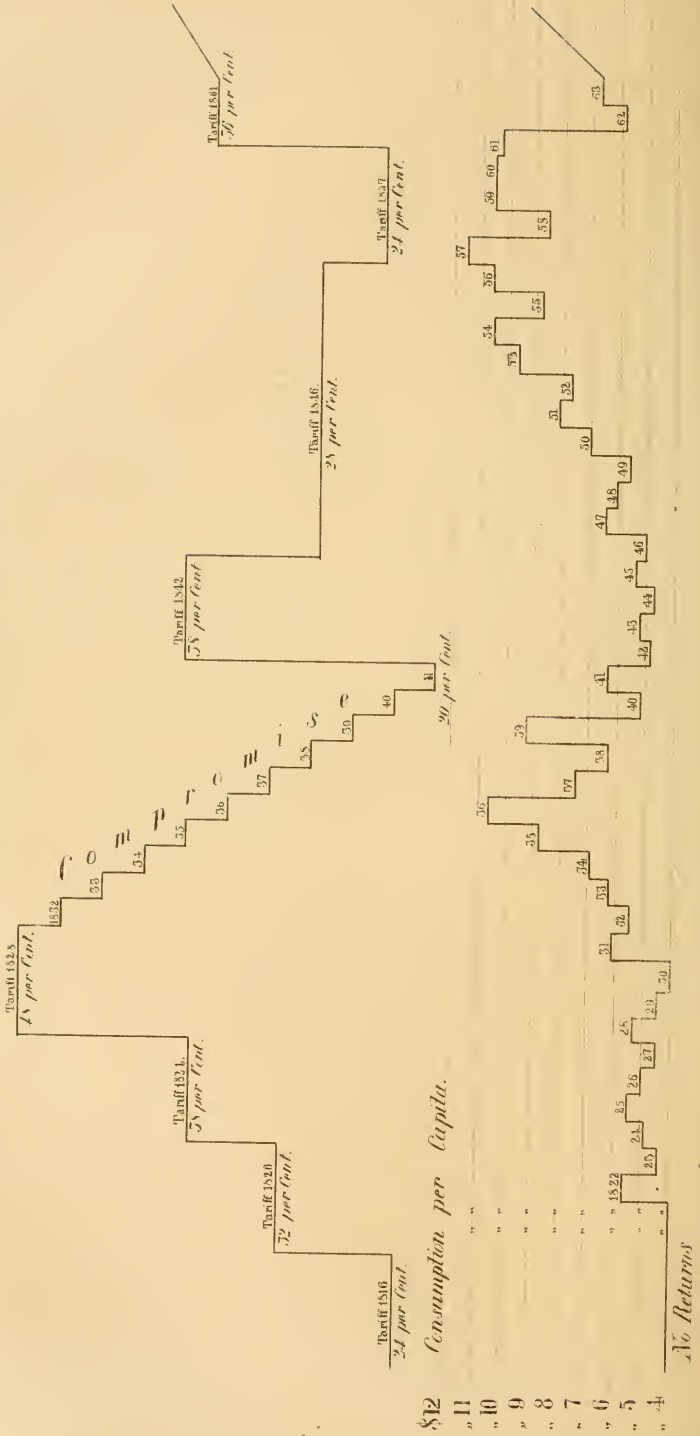 Tariff 1816
24 per Cent.
Tariff 1820
32 per Cent.
Tariff 1824.
38 per Cent.
Tariff 1828
48 per Cent.
1832
33
34
35
36
37
38
39
40
41
Compromise
20 per Cent.
Tariff 1842
38 per Cent
Tariff 1846.
28 per Cent.
Tariff 1857
24 per Cent.
Tariff 1861
36 per Cent.
$12 Consumption per Capita.
„ 11 „ „
„ 10 „ „
„ 9 „ „
„ 8 „ „
„ 7 „ „
„ 6 „ „
„ 5 „ „
„ 4 „ „
No Returns
1822
23
24
25
26
27
28
29
30
31
32
33
34
35
36
37
38
39
40
41
42
43
44
45
46
47
48
49
50
51
52
53
54
55
56
57
58
59
60
61
62
63